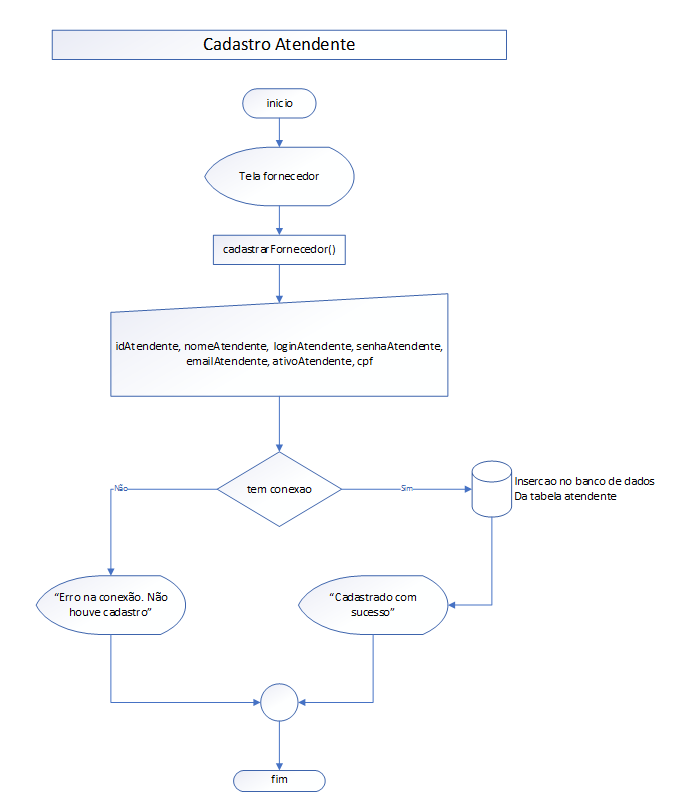 Cadastro Atendente
inicio
Tela fornecedor
cadastrarFornecedor()
idAtendente, nomeAtendente, loginAtendente, senhaAtendente,
emailAtendente, ativoAtendente, cpf
tem conexao
Não
Sim
Insercao no banco de dados
Da tabela atendente
“Erro na conexão. Não
houve cadastro”
“Cadastrado com
sucesso”
fim